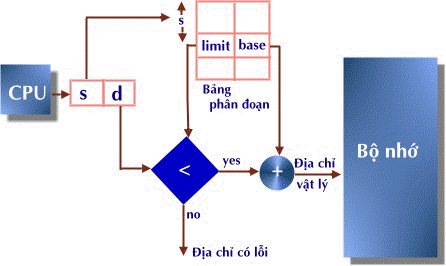 s
limit base
CPU
s d
Bảng
phân đoạn
<
yes
+
Địa chỉ
vật lý
Bộ nhớ
no
Địa chỉ có lỗi